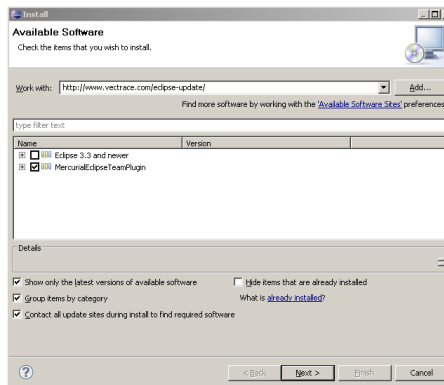 Install
Available Software
Check the items that you wish to install.
Work with: http://www.vectrace.com/eclipse-update/ Add...
Find more software by working with the 'Available Software Sites' preferences
type filter text
Name Version
Eclipse 3.3 and newer
MercurialEclipseTeamPlugin
Details
Show only the latest versions of available software Hide items that are already installed
Group items by category What is already installed?
Contact all update sites during install to find required software
< Back Next > Finish Cancel